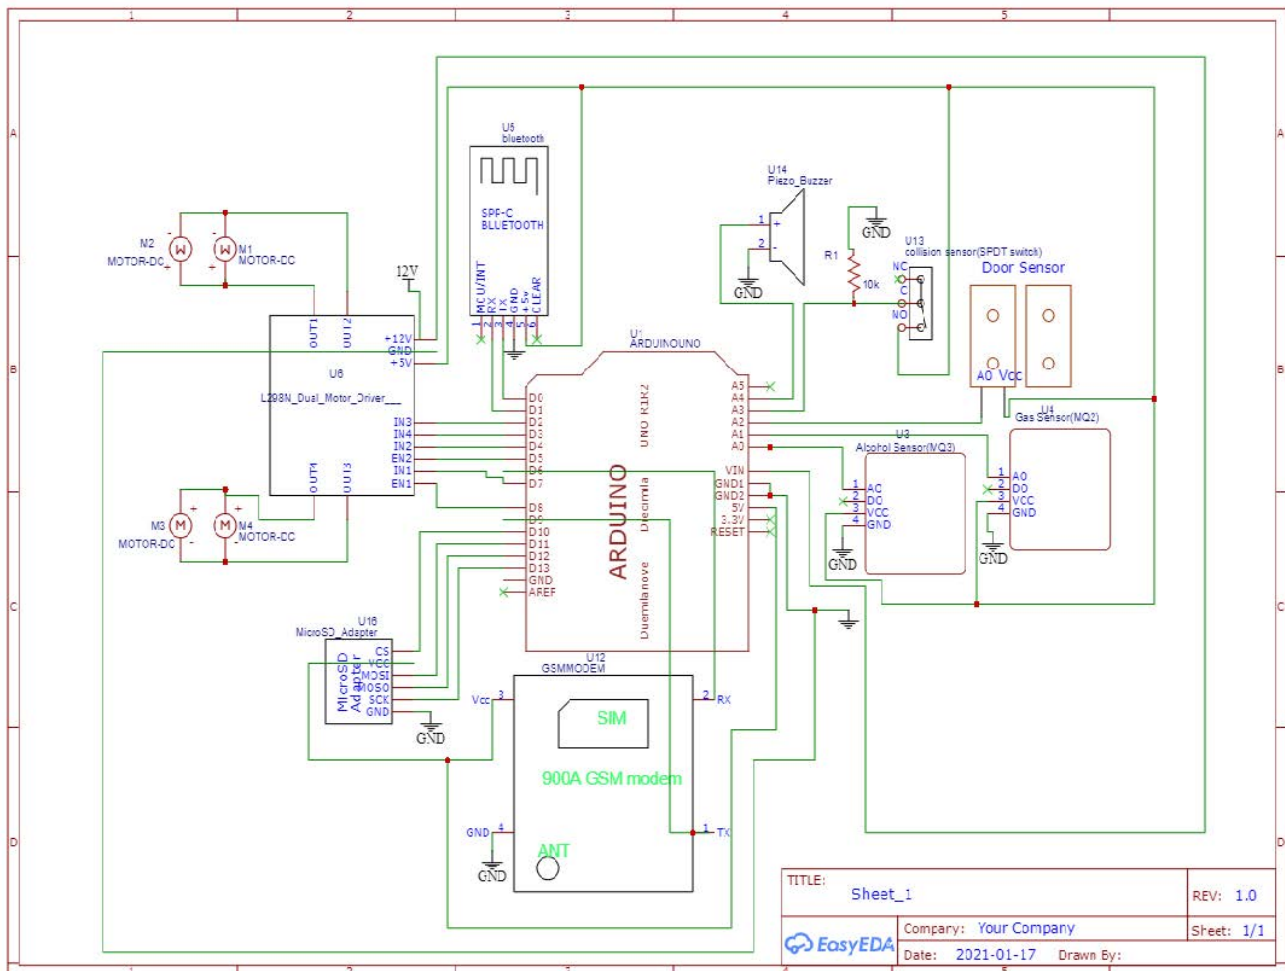 1 2 3 4 5
A A
B B
C C
D D
U5
bluetooth
SPP-C
BLUETOOTH
MCU/INT
RX
TX
GND
+5v
CLEAR
1 2 3 4 5 6
U14
Piezo_Buzzer
1 +
2 -
GND
GND
R1
10k
U13
collision sensor(SPDT switch)
NC
C
NO
Door Sensor
A0 Vcc
M2
MOTOR-DC
M1
MOTOR-DC
- +
- +
12V
OUT1
OUT2
+12V
GND
+5V
U6
L298N_Dual_Motor_Driver
IN3
IN4
IN2
EN2
IN1
EN1
OUT4
OUT3
M3
MOTOR-DC
M4
MOTOR-DC
M M
+ -
+ -
U1
ARDUINOUNO
D0
D1
D2
D3
D4
D5
D6
D7
D8
D9
D10
D11
D12
D13
GND
AREF
ARDUINO
UNO R1R2
Diecimila
Duemilanove
A5
A4
A3
A2
A1
A0
VIN
GND1
GND2
5V
3.3V
RESET
U4
Gas Sensor(MQ2)
1 A0
2 D0
3 VCC
4 GND
GND
U3
Alcohol Sensor(MQ3)
1 AO
2 DO
3 VCC
4 GND
GND
U16
MicroSD_Adapter
MicroSD
Adapter
CS
VCC
MOSI
MOSO
SCK
GND
GND
U12
GSMMODEM
Vcc 3
2 RX
SIM
900A GSM modem
GND 4
1 TX
ANT
GND
TITLE:
Sheet_1
REV: 1.0
EasyEDA
Company: Your Company
Sheet: 1/1
Date: 2021-01-17 Drawn By:
1 2 3 4 5